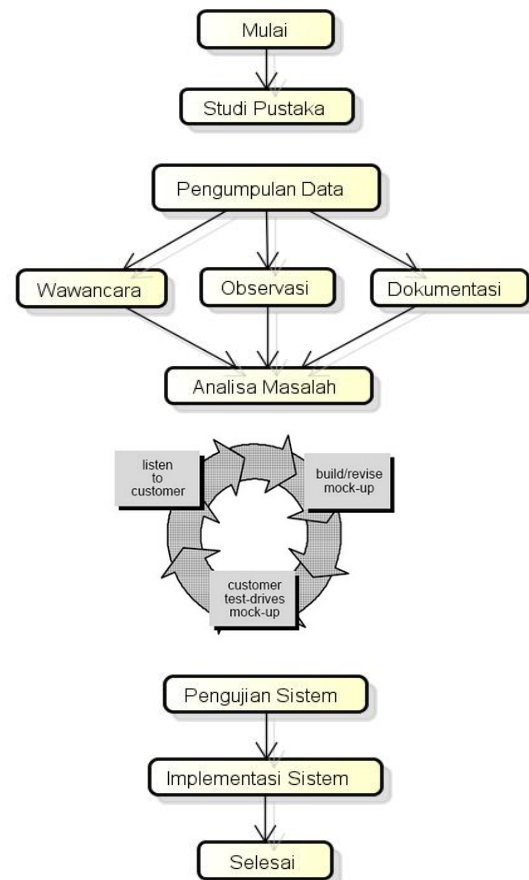 Mulai
Studi Pustaka
Pengumpulan Data
Wawancara
Observasi
Dokumentasi
Analisa Masalah
listen
to
customer
build/revise
mock-up
customer
test-drives
mock-up
Pengujian Sistem
Implementasi Sistem
Selesai